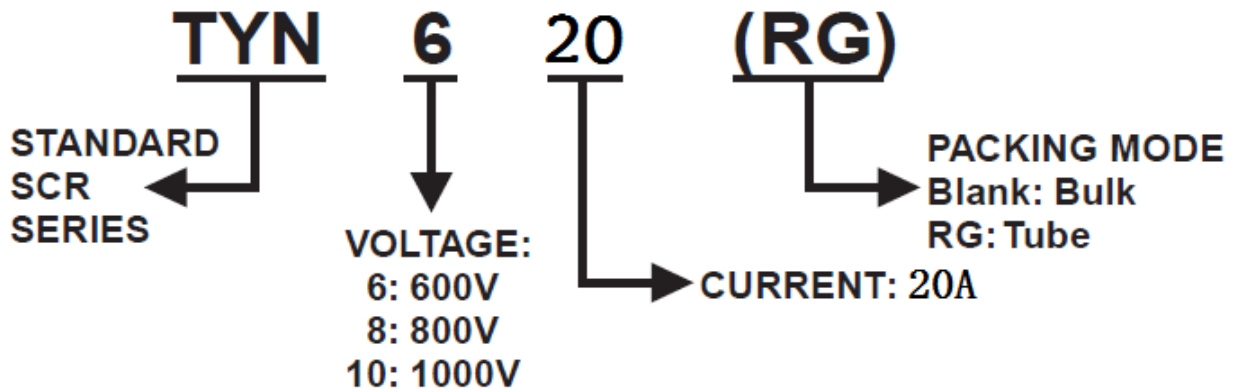 TYN 6 20 (RG)
STANDARD
SCR
SERIES
VOLTAGE:
6: 600V
8: 800V
10: 1000V
CURRENT: 20A
PACKING MODE
Blank: Bulk
RG: Tube